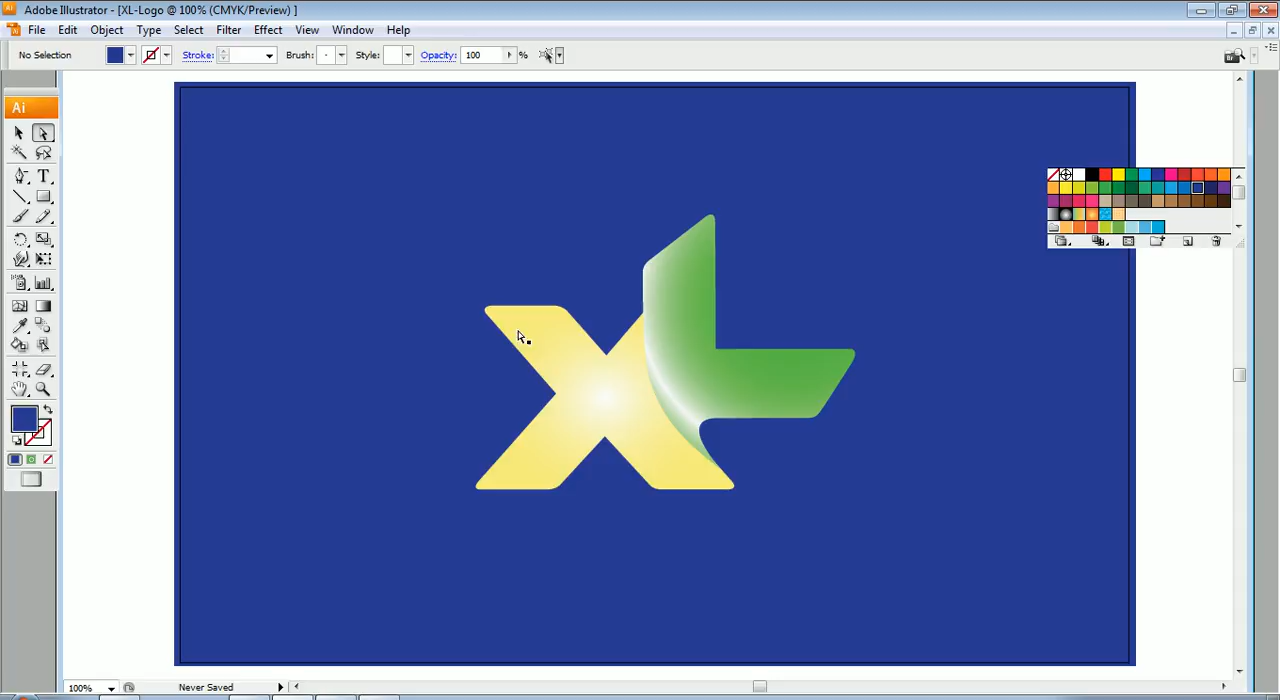 Adobe Illustrator - [XL-Logo @ 100% (CMYK/Preview) ]
File Edit Object Type Select Filter Effect View Window Help
No Selection Stroke: Brush: Style: Opacity: 100 %
Ai
T
XL
100% Never Saved